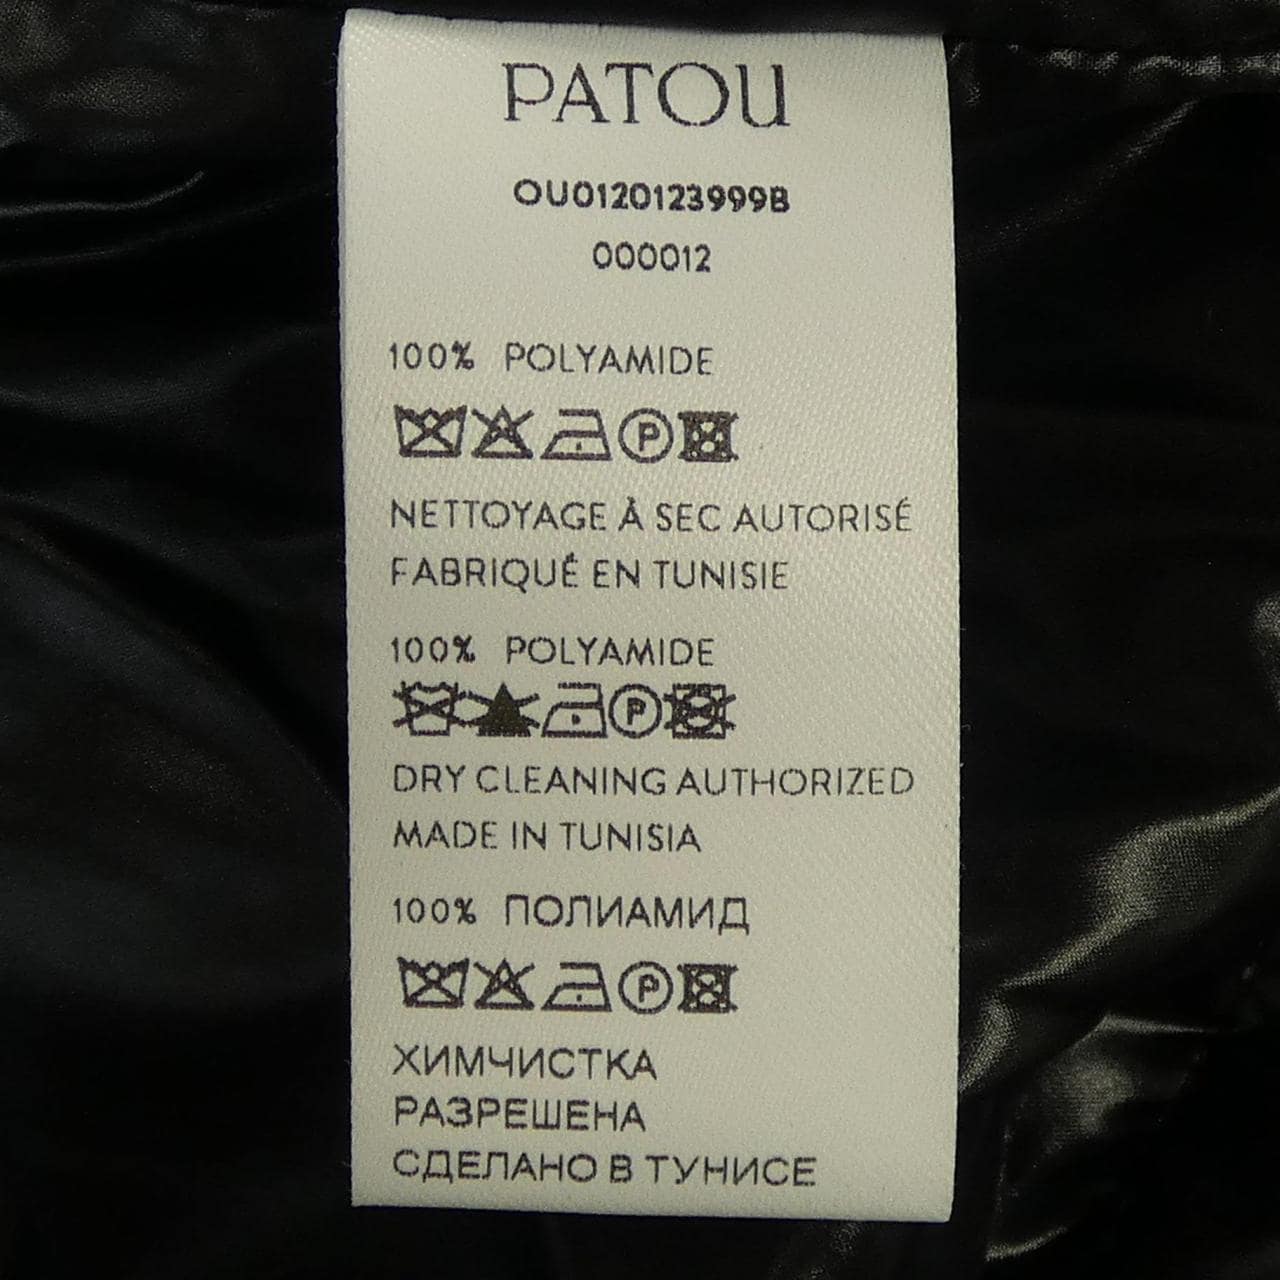 PATOU
OU0120123999B
000012
100% POLYAMIDE
P
NETTOYAGE À SEC AUTORISÉ
FABRIQUÉ EN TUNISIE
100% POLYAMIDE
P
DRY CLEANING AUTHORIZED
MADE IN TUNISIA
100% ПОЛИАМИД
P
ХИМЧИСТКА
РАЗРЕШЕНА
СДЕЛАНО В ТУНИСЕ